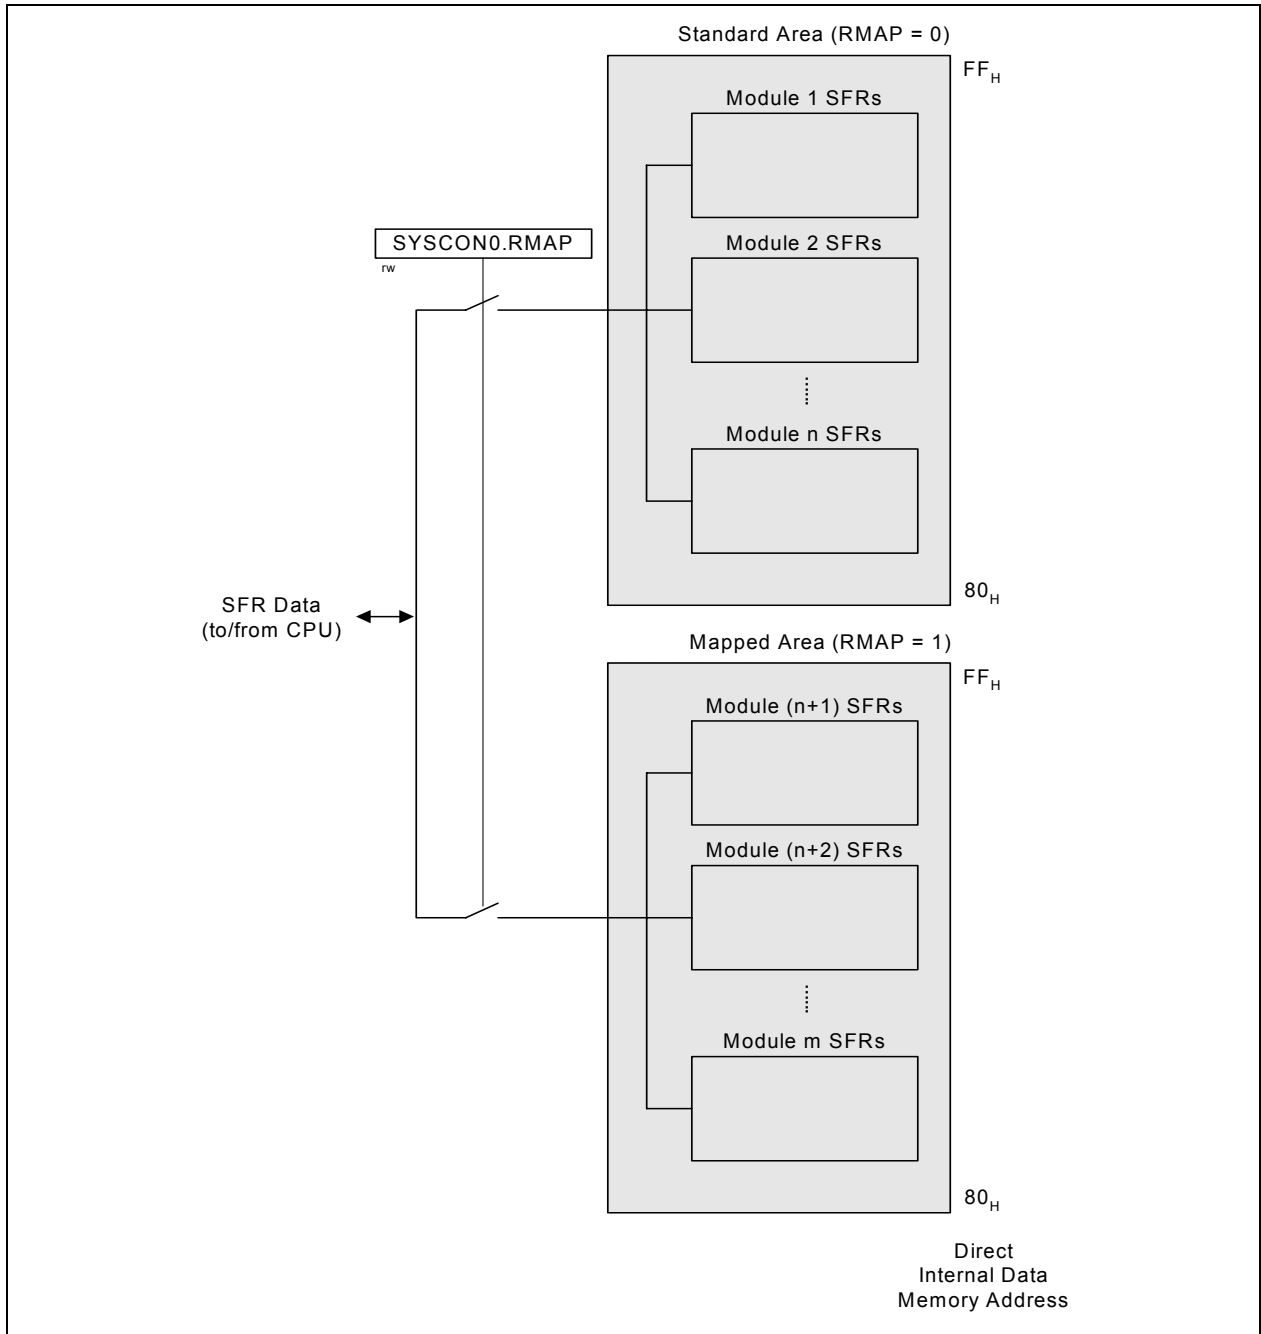 Standard Area (RMAP = 0)
FFH
Module 1 SFRs
SYSCON0.RMAP
rw
Module 2 SFRs
Module n SFRs
80H
SFR Data
(to/from CPU)
Mapped Area (RMAP = 1)
FFH
Module (n+1) SFRs
Module (n+2) SFRs
Module m SFRs
80H
Direct
Internal Data
Memory Address